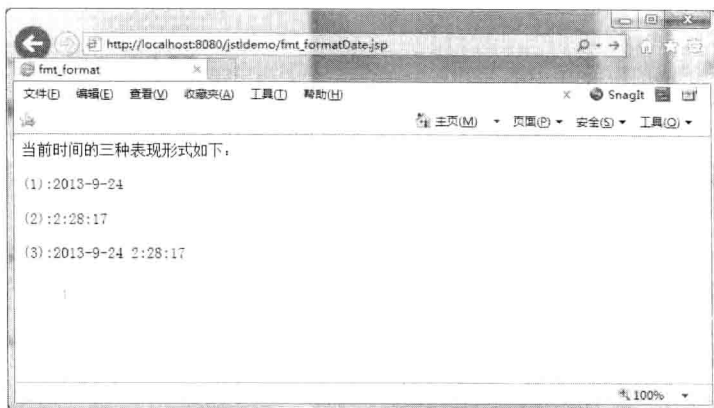 http://localhost:8080/jstldemo/fmt_formatDate.jsp
fmt_format
文件(F) 编辑(E) 查看(V) 收藏夹(A) 工具(T) 帮助(H)
SnagIt
主页(M) 页面(P) 安全(S) 工具(O)
当前时间的三种表现形式如下：
(1):2013-9-24
(2):2:28:17
(3):2013-9-24 2:28:17
100%